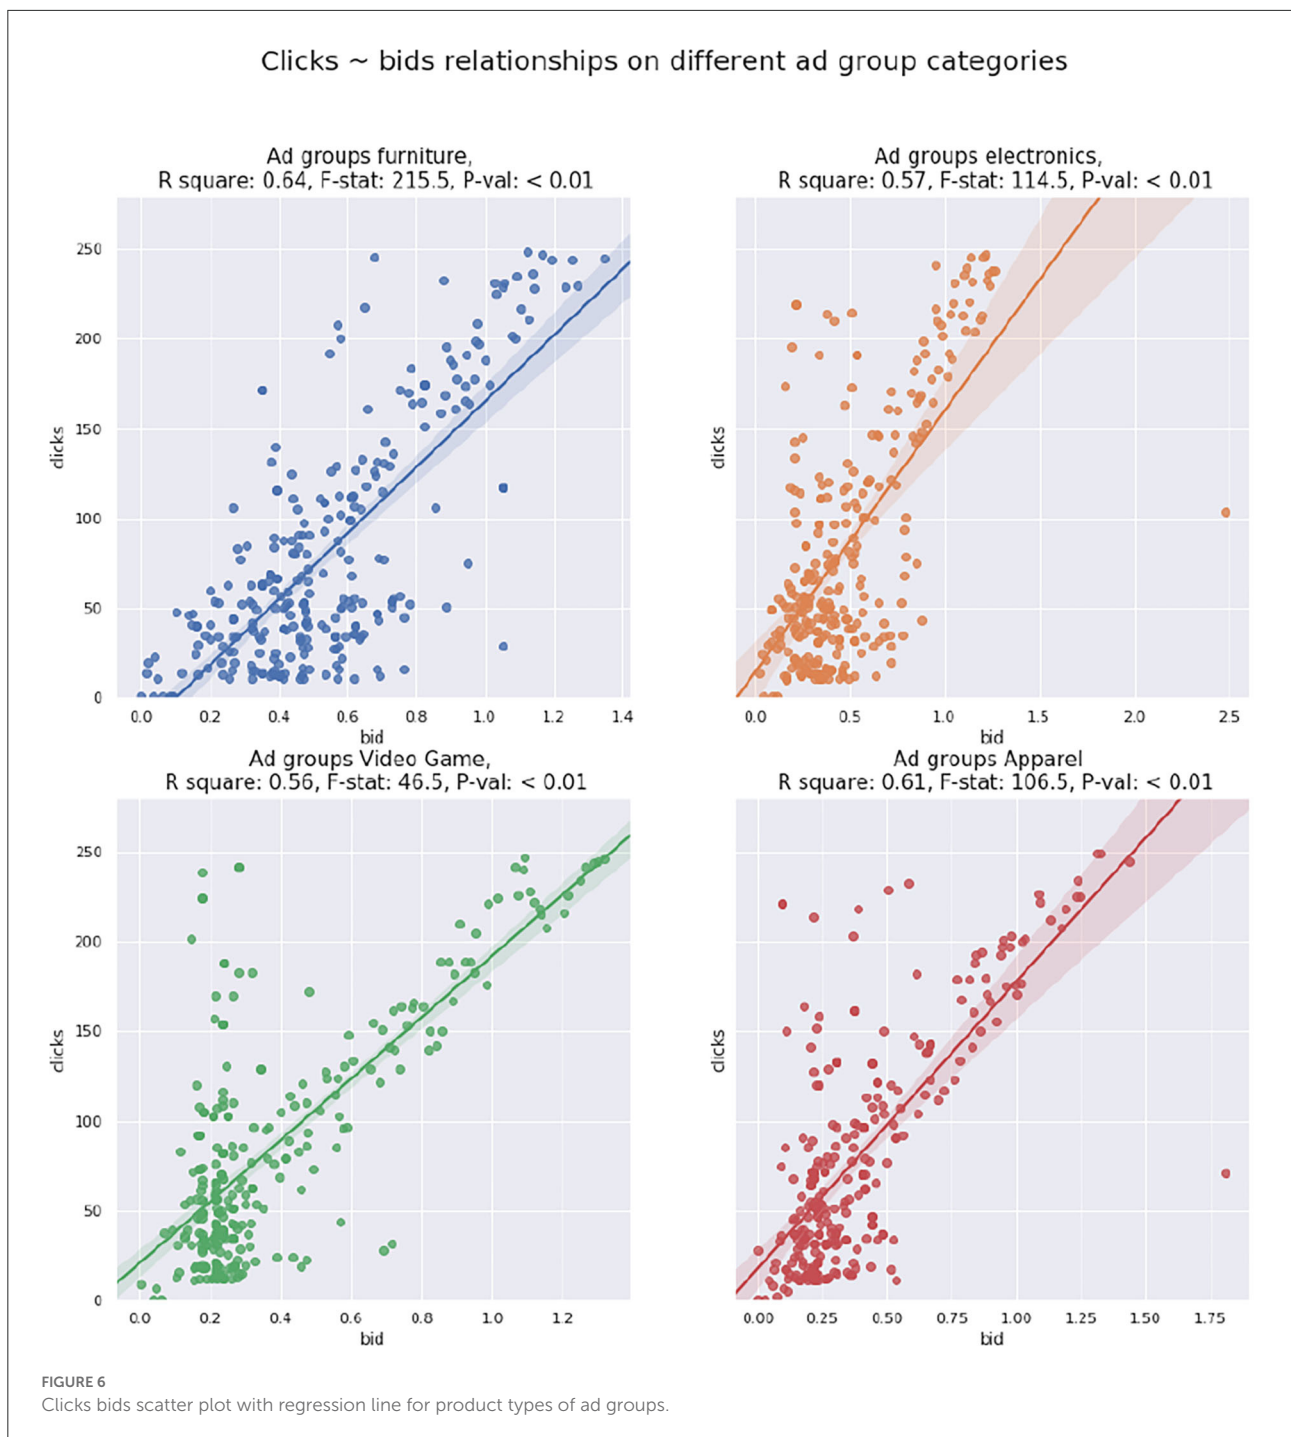 Clicks ~ bids relationships on different ad group categories
Ad groups furniture,
R square: 0.64, F-stat: 215.5, P-val: < 0.01
250
200
150
100
50
0
clicks
0.0 0.2 0.4 0.6 0.8 1.0 1.2 1.4
bid
Ad groups electronics,
R square: 0.57, F-stat: 114.5, P-val: < 0.01
clicks
0.0 0.5 1.0 1.5 2.0 2.5
bid
Ad groups Video Game,
R square: 0.56, F-stat: 46.5, P-val: < 0.01
250
200
150
100
50
0
clicks
0.0 0.2 0.4 0.6 0.8 1.0 1.2
bid
Ad groups Apparel
R square: 0.61, F-stat: 106.5, P-val: < 0.01
clicks
0.00 0.25 0.50 0.75 1.00 1.25 1.50 1.75
bid
FIGURE 6
Clicks bids scatter plot with regression line for product types of ad groups.